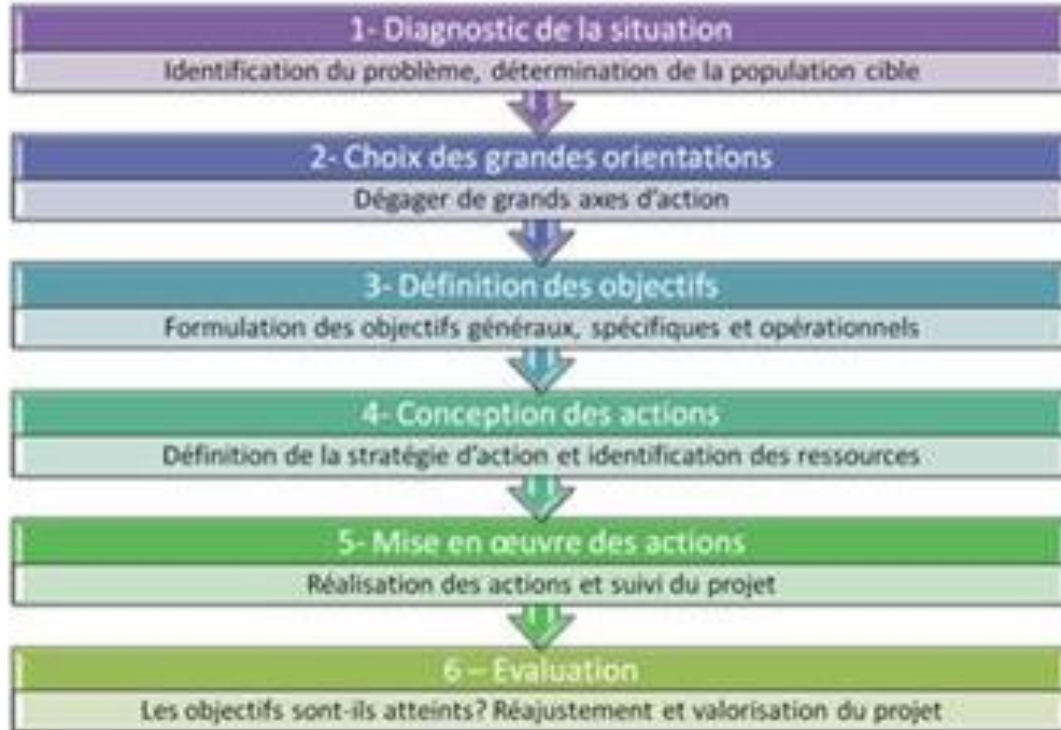 1- Diagnostic de la situation
Identification du problème, détermination de la population cible
2- Choix des grandes orientations
Dégager de grands axes d'action
3- Définition des objectifs
Formulation des objectifs généraux, spécifiques et opérationnels
4- Conception des actions
Définition de la stratégie d'action et identification des ressources
5- Mise en œuvre des actions
Réalisation des actions et suivi du projet
6 – Evaluation
Les objectifs sont-ils atteints? Réajustement et valorisation du projet